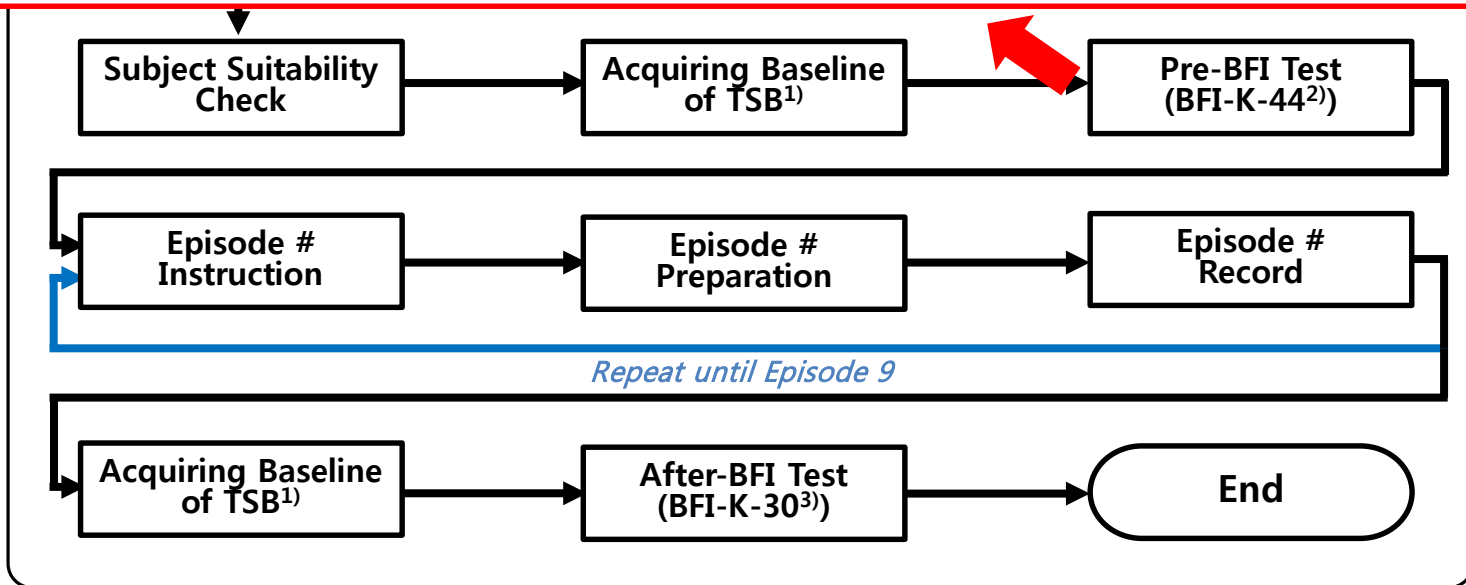 Subject Suitability
Check
Acquiring Baseline
of TSB1)
Pre-BFI Test
(BFI-K-442))
Episode #
Instruction
Episode #
Preparation
Episode #
Record
Repeat until Episode 9
Acquiring Baseline
of TSB1)
After-BFI Test
(BFI-K-303))
End